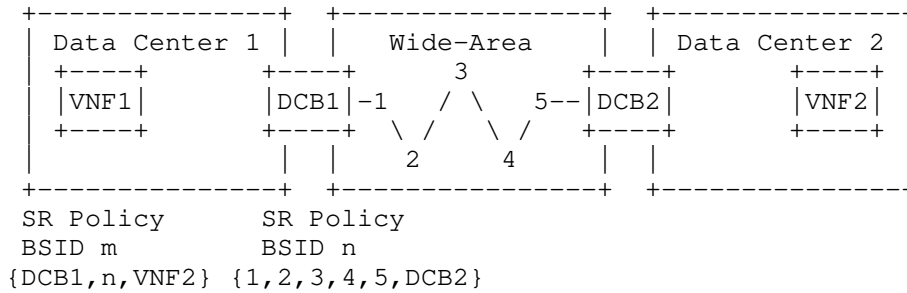 +----------------+ +-----------------+ +-----------------
| Data Center 1 | | Wide-Area | | Data Center 2
| +----+ +----+ 3 +----+ +----+
| |VNF1| |DCB1|-1 / \ 5--|DCB2| |VNF2|
| +----+ +----+ \ / \ / +----+ +----+
| | | 2 4 | |
+----------------+ +-----------------+ +-----------------
SR Policy SR Policy
BSID m BSID n
{DCB1,n,VNF2} {1,2,3,4,5,DCB2}